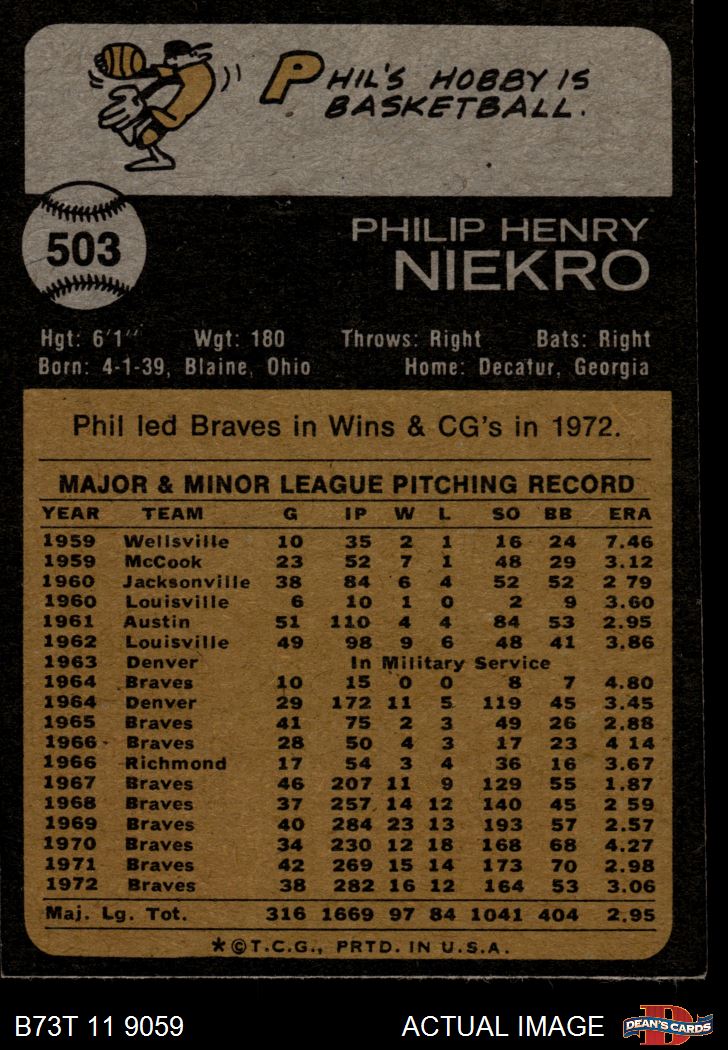 PHIL'S HOBBY IS
BASKETBALL.
503
PHILIP HENRY
NIEKRO
Hgt: 6'1" Wgt: 180 Throws: Right Bats: Right
Born: 4-1-39, Blaine, Ohio Home: Decatur, Georgia
Phil led Braves in Wins & CG's in 1972.
MAJOR & MINOR LEAGUE PITCHING RECORD
YEAR TEAM G IP W L SO BB ERA
1959 Wellsville 10 35 2 1 16 24 7.46
1959 McCook 23 52 7 1 48 29 3.12
1960 Jacksonville 38 84 6 4 52 52 2 79
1960 Louisville 6 10 1 0 2 9 3.60
1961 Austin 51 110 4 4 84 53 2.95
1962 Louisville 49 98 9 6 48 41 3.86
1963 Denver In Military Service
1964 Braves 10 15 0 0 8 7 4.80
1964 Denver 29 172 11 5 119 45 3.45
1965 Braves 41 75 2 3 49 26 2.88
1966 Braves 28 50 4 3 17 23 4 14
1966 Richmond 17 54 3 4 36 16 3.67
1967 Braves 46 207 11 9 129 55 1.87
1968 Braves 37 257 14 12 140 45 2 59
1969 Braves 40 284 23 13 193 57 2.57
1970 Braves 34 230 12 18 168 68 4.27
1971 Braves 42 269 15 14 173 70 2.98
1972 Braves 38 282 16 12 164 53 3.06
Maj. Lg. Tot. 316 1669 97 84 1041 404 2.95
*©T.C.G., PRTD. IN U.S.A.
B73T 11 9059 ACTUAL IMAGE DEAN'S CARDS